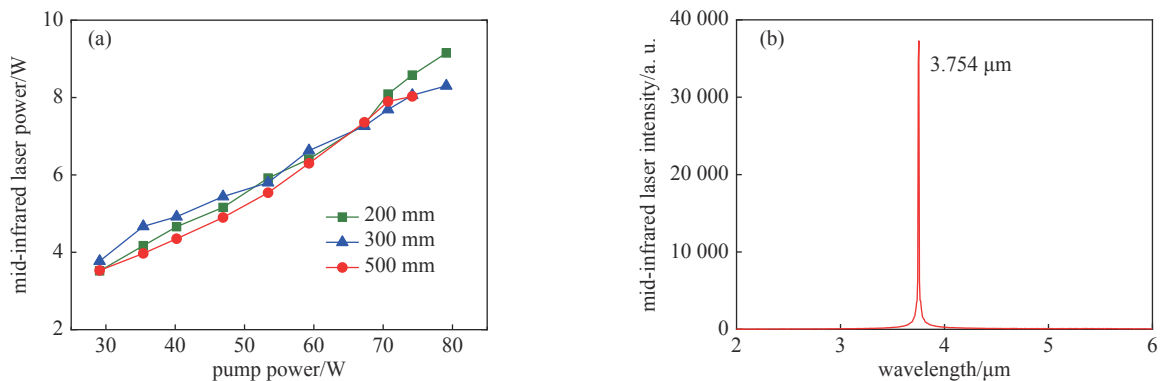 (a)
mid-infrared laser power/W
10
8
6
4
2
200 mm
300 mm
500 mm
30 40 50 60 70 80 90
pump power/W
(b)
mid-infrared laser intensity/a. u.
40 000
30 000
20 000
10 000
0
3.754 μm
2 3 4 5 6
wavelength/μm